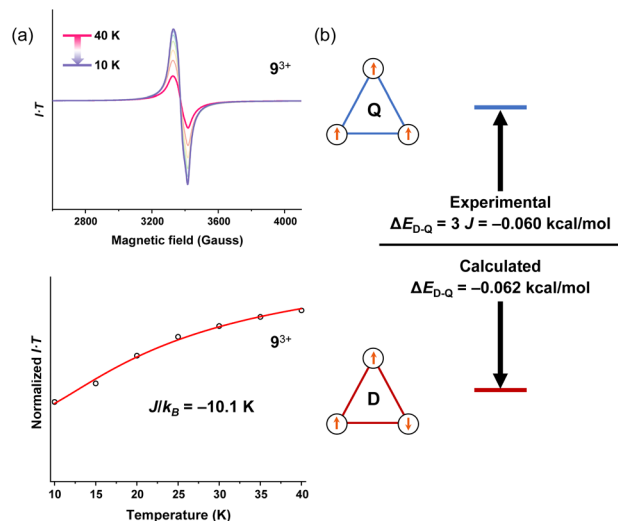 (a)
40 K
10 K
9³⁺
I·T
2800 3200 3600 4000
Magnetic field (Gauss)
9³⁺
Normalized I·T
J/k_B = –10.1 K
10 15 20 25 30 35 40
Temperature (K)
(b)
Q
Experimental
ΔE_D-Q = 3 J = –0.060 kcal/mol
Calculated
ΔE_D-Q = –0.062 kcal/mol
D